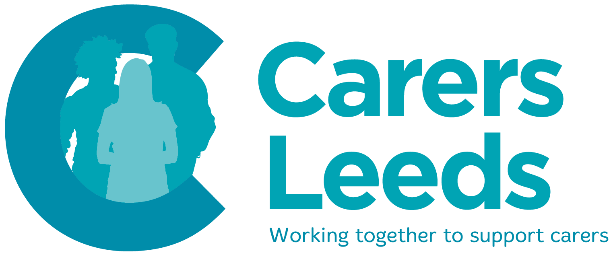 Carers
Leeds
Working together to support carers